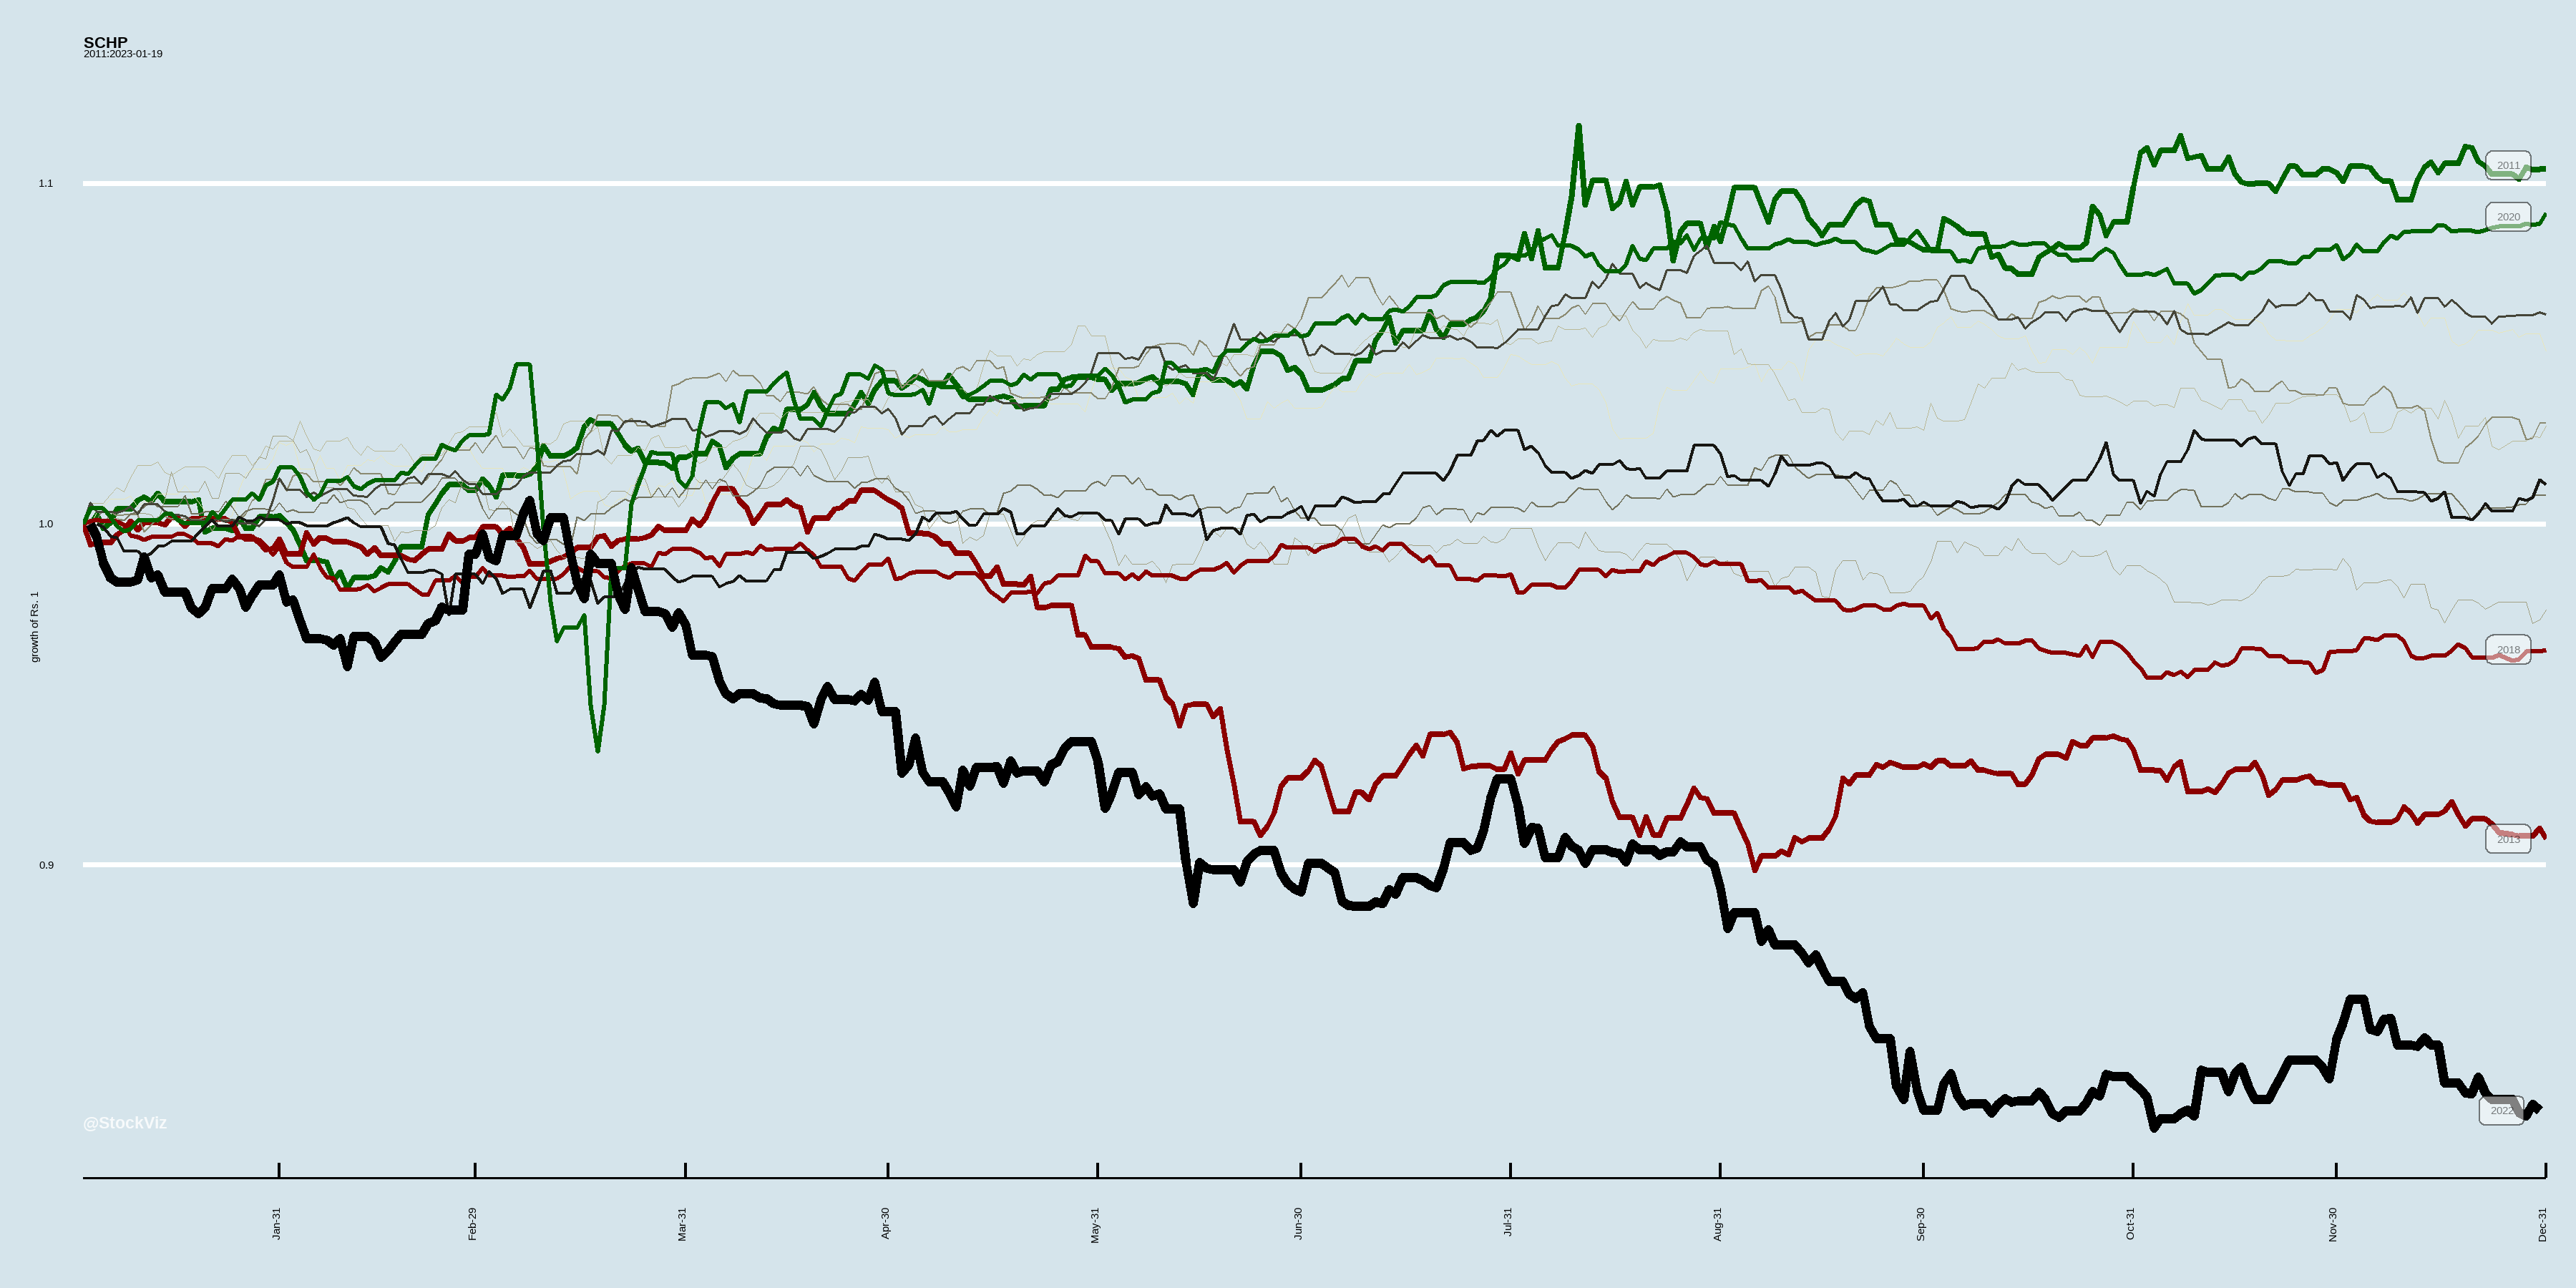 SCHP
2011:2023-01-19
1.1
1.0
0.9
growth of Rs. 1
2011
2020
2018
2013
2022
@StockViz
Jan-31
Feb-29
Mar-31
Apr-30
May-31
Jun-30
Jul-31
Aug-31
Sep-30
Oct-31
Nov-30
Dec-31